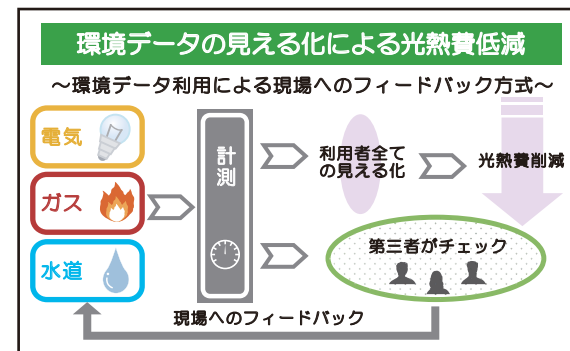 環境データの見える化による光熱費低減
～環境データ利用による現場へのフィードバック方式～
電気
ガス
水道
計測
利用者全て
の見える化
光熱費削減
第三者がチェック
現場へのフィードバック